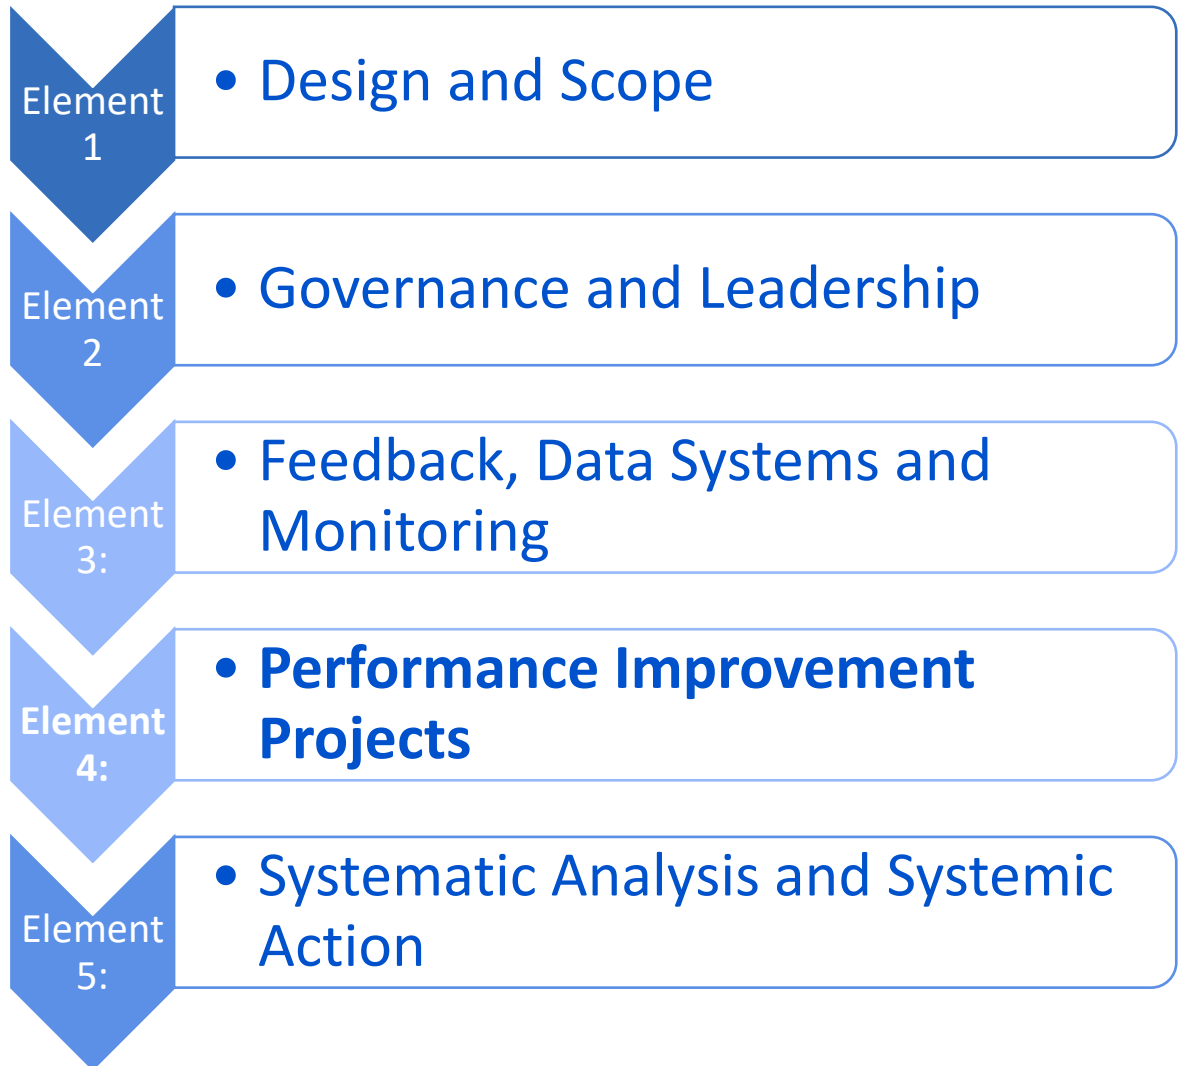 Element
1
• Design and Scope
Element
2
• Governance and Leadership
Element
3:
• Feedback, Data Systems and
Monitoring
Element
4:
• Performance Improvement
Projects
Element
5:
• Systematic Analysis and Systemic
Action